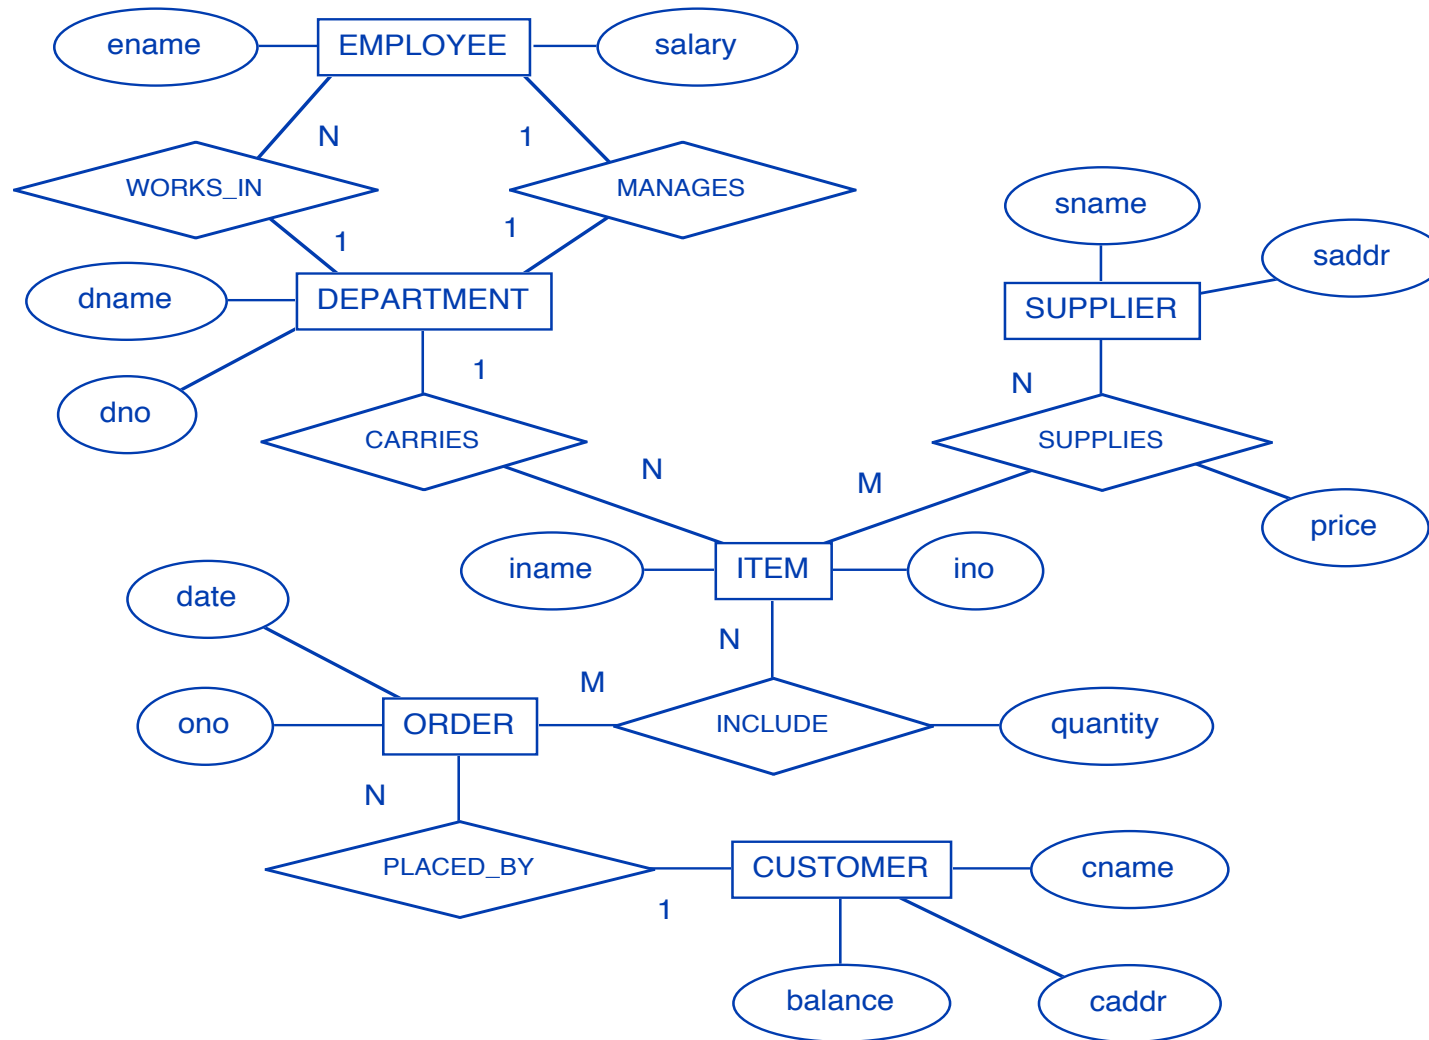 ename
EMPLOYEE
salary
N
1
WORKS_IN
MANAGES
1
1
sname
saddr
dname
DEPARTMENT
SUPPLIER
1
N
dno
CARRIES
SUPPLIES
N
M
price
iname
ITEM
ino
date
N
M
ono
ORDER
INCLUDE
quantity
N
PLACED_BY
CUSTOMER
cname
1
balance
caddr